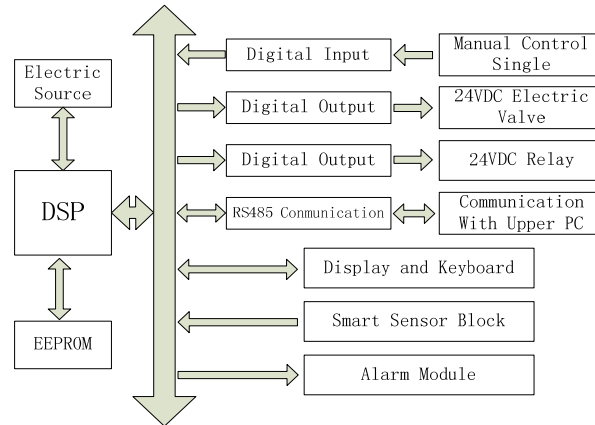 Electric
Source
DSP
EEPROM
Digital Input
Manual Control
Single
Digital Output
24VDC Electric
Valve
Digital Output
24VDC Relay
RS485 Conmunication
Communication
With Upper PC
Display and Keyboard
Smart Sensor Block
Alarm Module